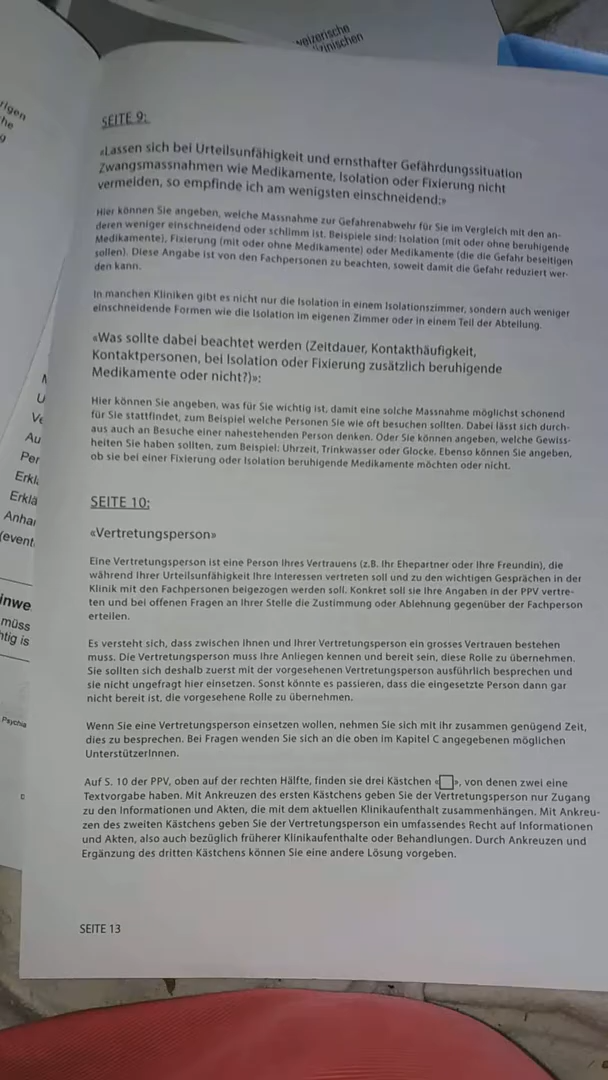 weizerische
izinischen
rigen
he
g
SEITE 9:
«Lassen sich bei Urteilsunfähigkeit und ernsthafter Gefährdungssituation
Zwangsmassnahmen wie Medikamente, Isolation oder Fixierung nicht
vermeiden, so empfinde ich am wenigsten einschneidend:»
Hier können Sie angeben, welche Massnahme zur Gefahrenabwehr für Sie im Vergleich mit den an-
deren weniger einschneidend oder schlimm ist. Beispiele sind: Isolation (mit oder ohne beruhigende
Medikamente), Fixierung (mit oder ohne Medikamente) oder Medikamente (die die Gefahr beseitigen
sollen). Diese Angabe ist von den Fachpersonen zu beachten, soweit damit die Gefahr reduziert wer-
den kann.
In manchen Kliniken gibt es nicht nur die Isolation in einem Isolationszimmer, sondern auch weniger
einschneidende Formen wie die Isolation im eigenen Zimmer oder in einem Teil der Abteilung.
«Was sollte dabei beachtet werden (Zeitdauer, Kontakthäufigkeit,
Kontaktpersonen, bei Isolation oder Fixierung zusätzlich beruhigende
Medikamente oder nicht?)»:
Hier können Sie angeben, was für Sie wichtig ist, damit eine solche Massnahme möglichst schonend
für Sie stattfindet, zum Beispiel welche Personen Sie wie oft besuchen sollten. Dabei lässt sich durch-
aus auch an Besuche einer nahestehenden Person denken. Oder Sie können angeben, welche Gewiss-
heiten Sie haben sollten, zum Beispiel: Uhrzeit, Trinkwasser oder Glocke. Ebenso können Sie angeben,
ob sie bei einer Fixierung oder Isolation beruhigende Medikamente möchten oder nicht.
SEITE 10:
«Vertretungsperson»
Eine Vertretungsperson ist eine Person Ihres Vertrauens (z.B. Ihr Ehepartner oder Ihre Freundin), die
während Ihrer Urteilsunfähigkeit Ihre Interessen vertreten soll und zu den wichtigen Gesprächen in der
Klinik mit den Fachpersonen beigezogen werden soll. Konkret soll sie Ihre Angaben in der PPV vertre-
ten und bei offenen Fragen an Ihrer Stelle die Zustimmung oder Ablehnung gegenüber der Fachperson
erteilen.
Es versteht sich, dass zwischen Ihnen und Ihrer Vertretungsperson ein grosses Vertrauen bestehen
muss. Die Vertretungsperson muss Ihre Anliegen kennen und bereit sein, diese Rolle zu übernehmen.
Sie sollten sich deshalb zuerst mit der vorgesehenen Vertretungsperson ausführlich besprechen und
sie nicht ungefragt hier einsetzen. Sonst könnte es passieren, dass die eingesetzte Person dann gar
nicht bereit ist, die vorgesehene Rolle zu übernehmen.
Wenn Sie eine Vertretungsperson einsetzen wollen, nehmen Sie sich mit ihr zusammen genügend Zeit,
dies zu besprechen. Bei Fragen wenden Sie sich an die oben im Kapitel C angegebenen möglichen
UnterstützerInnen.
Auf S. 10 der PPV, oben auf der rechten Hälfte, finden sie drei Kästchen «☐», von denen zwei eine
Textvorgabe haben. Mit Ankreuzen des ersten Kästchens geben Sie der Vertretungsperson nur Zugang
zu den Informationen und Akten, die mit dem aktuellen Klinikaufenthalt zusammenhängen. Mit Ankreu-
zen des zweiten Kästchens geben Sie der Vertretungsperson ein umfassendes Recht auf Informationen
und Akten, also auch bezüglich früherer Klinikaufenthalte oder Behandlungen. Durch Ankreuzen und
Ergänzung des dritten Kästchens können Sie eine andere Lösung vorgeben.
SEITE 13
U
Ve
Au
Per
Erkl
Erklä
Anhan
(event.
inwe
müss
htig is
Psychia